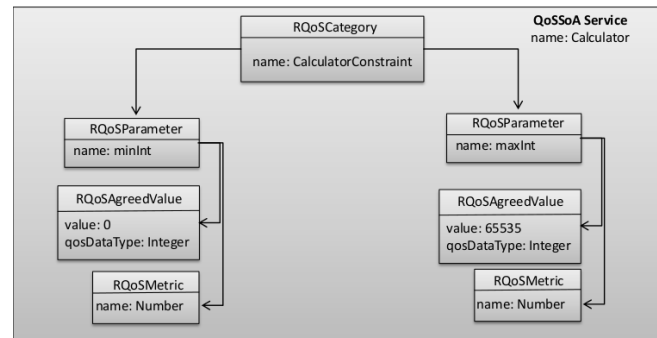 RQoSCategory
name: CalculatorConstraint
QoSSoA Service
name: Calculator
RQoSParameter
name: minInt
RQoSAgreedValue
value: 0
qosDataType: Integer
RQoSMetric
name: Number
RQoSParameter
name: maxInt
RQoSAgreedValue
value: 65535
qosDataType: Integer
RQoSMetric
name: Number